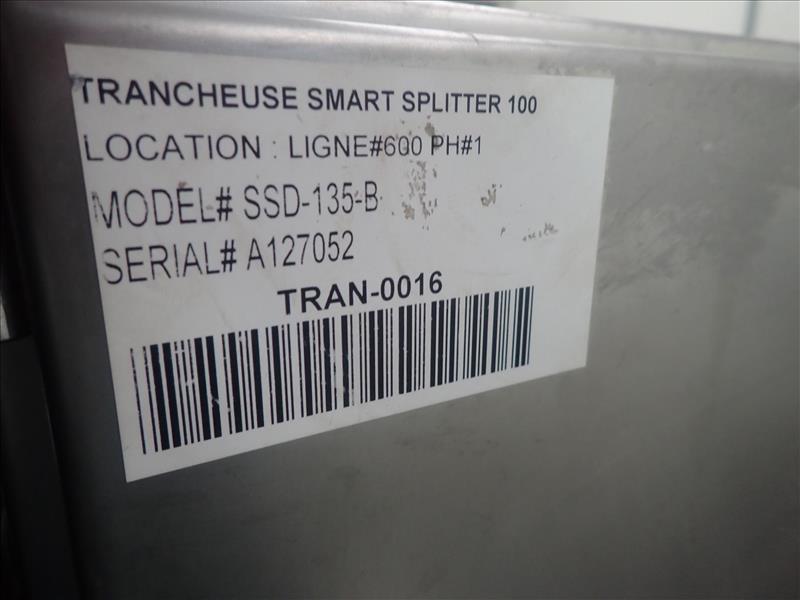 TRANCHEUSE SMART SPLITTER 100
LOCATION : LIGNE#600 PH#1
MODEL# SSD-135-B
SERIAL# A127052
TRAN-0016